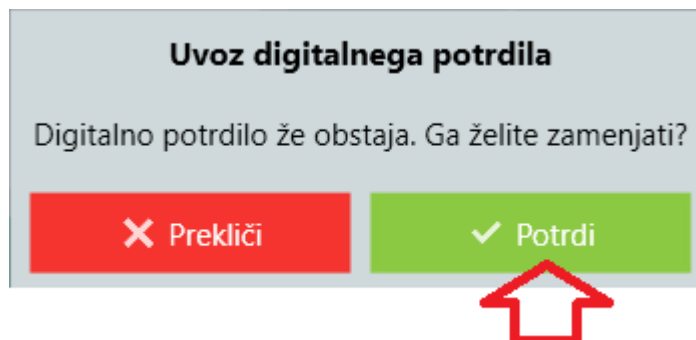 Uvoz digitalnega potrdila
Digitalno potrdilo že obstaja. Ga želite zamenjati?
Prekliči
Potrdi